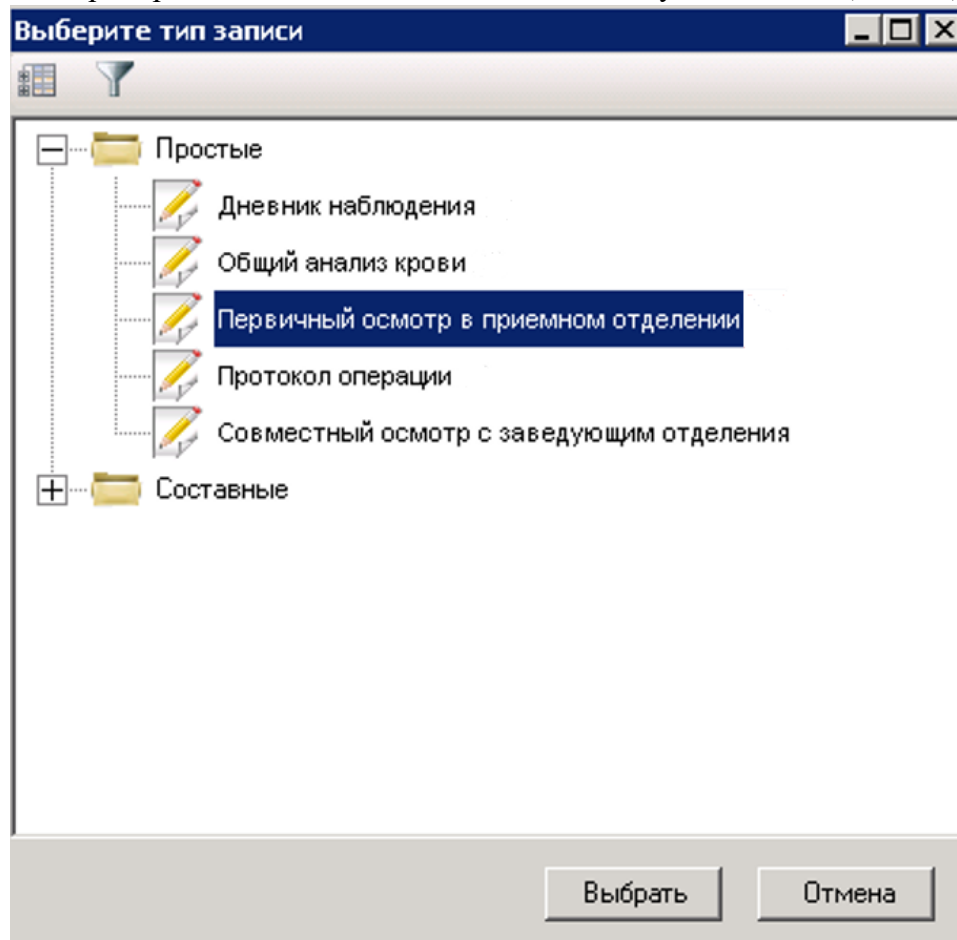 Выберите тип записи
Простые
Дневник наблюдения
Общий анализ крови
Первичный осмотр в приемном отделении
Протокол операции
Совместный осмотр с заведующим отделения
Составные
Выбрать Отмена